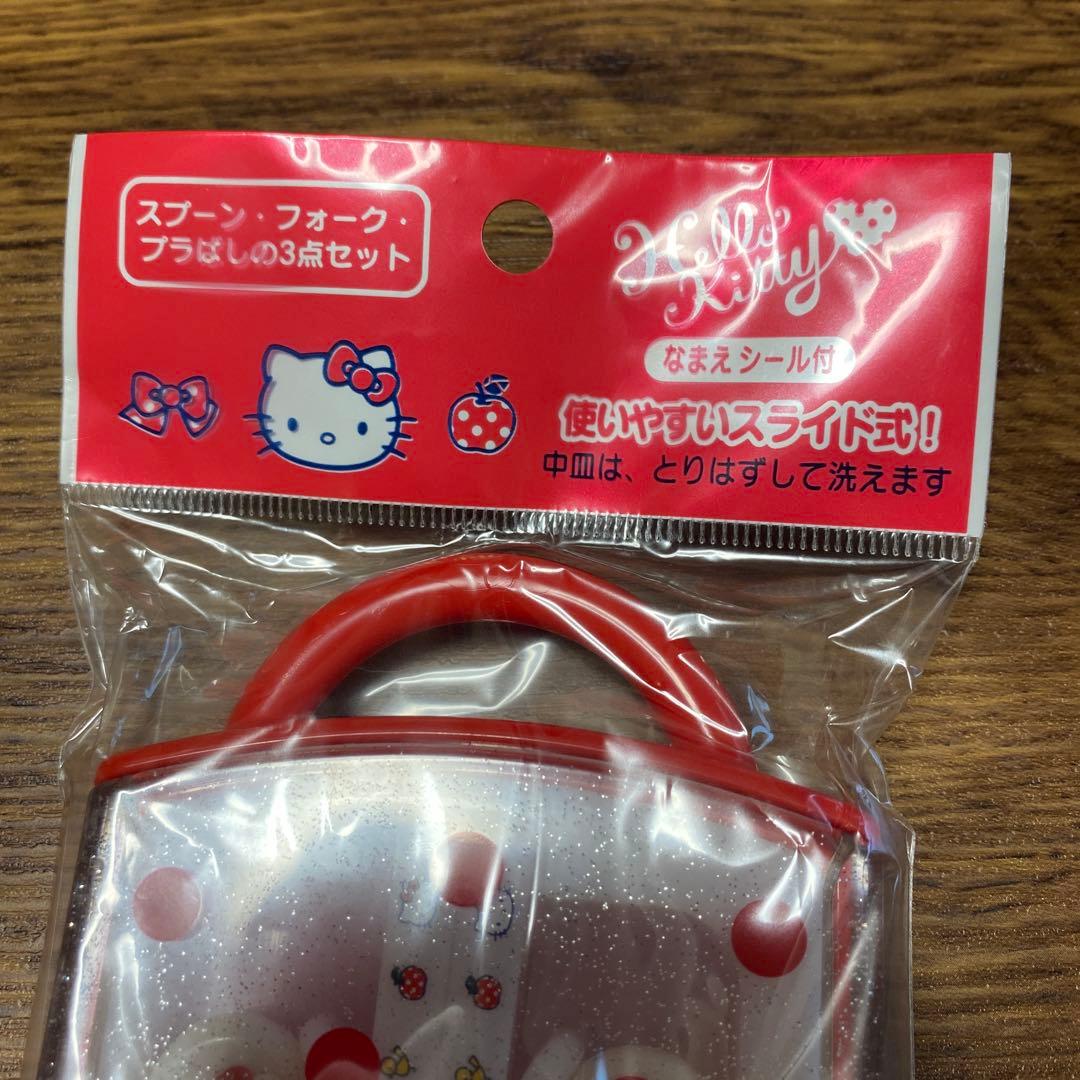 スプーン・フォーク・
プラばしの3点セット
Hello
Kitty
なまえシール付
使いやすいスライド式！
中皿は、とりはずして洗えます